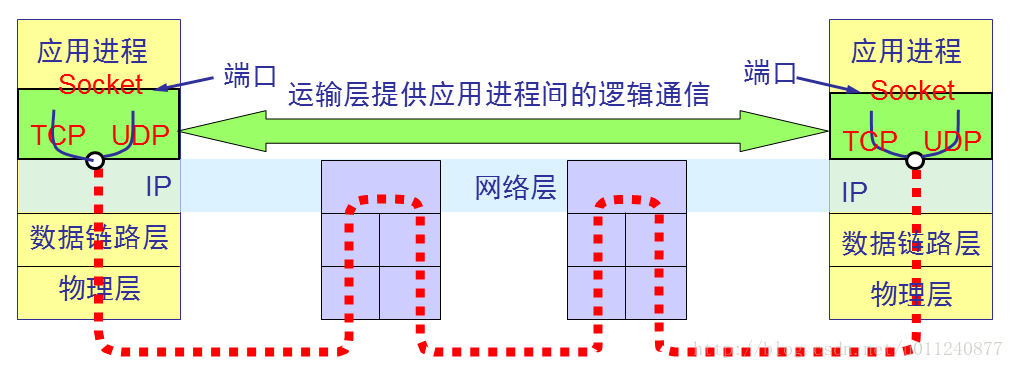 应用进程
Socket
端口
TCP UDP
IP
数据链路层
物理层
运输层提供应用进程间的逻辑通信
网络层
应用进程
端口
Socket
TCP UDP
IP
数据链路层
物理层
http://blog.csdn.net/u011240877